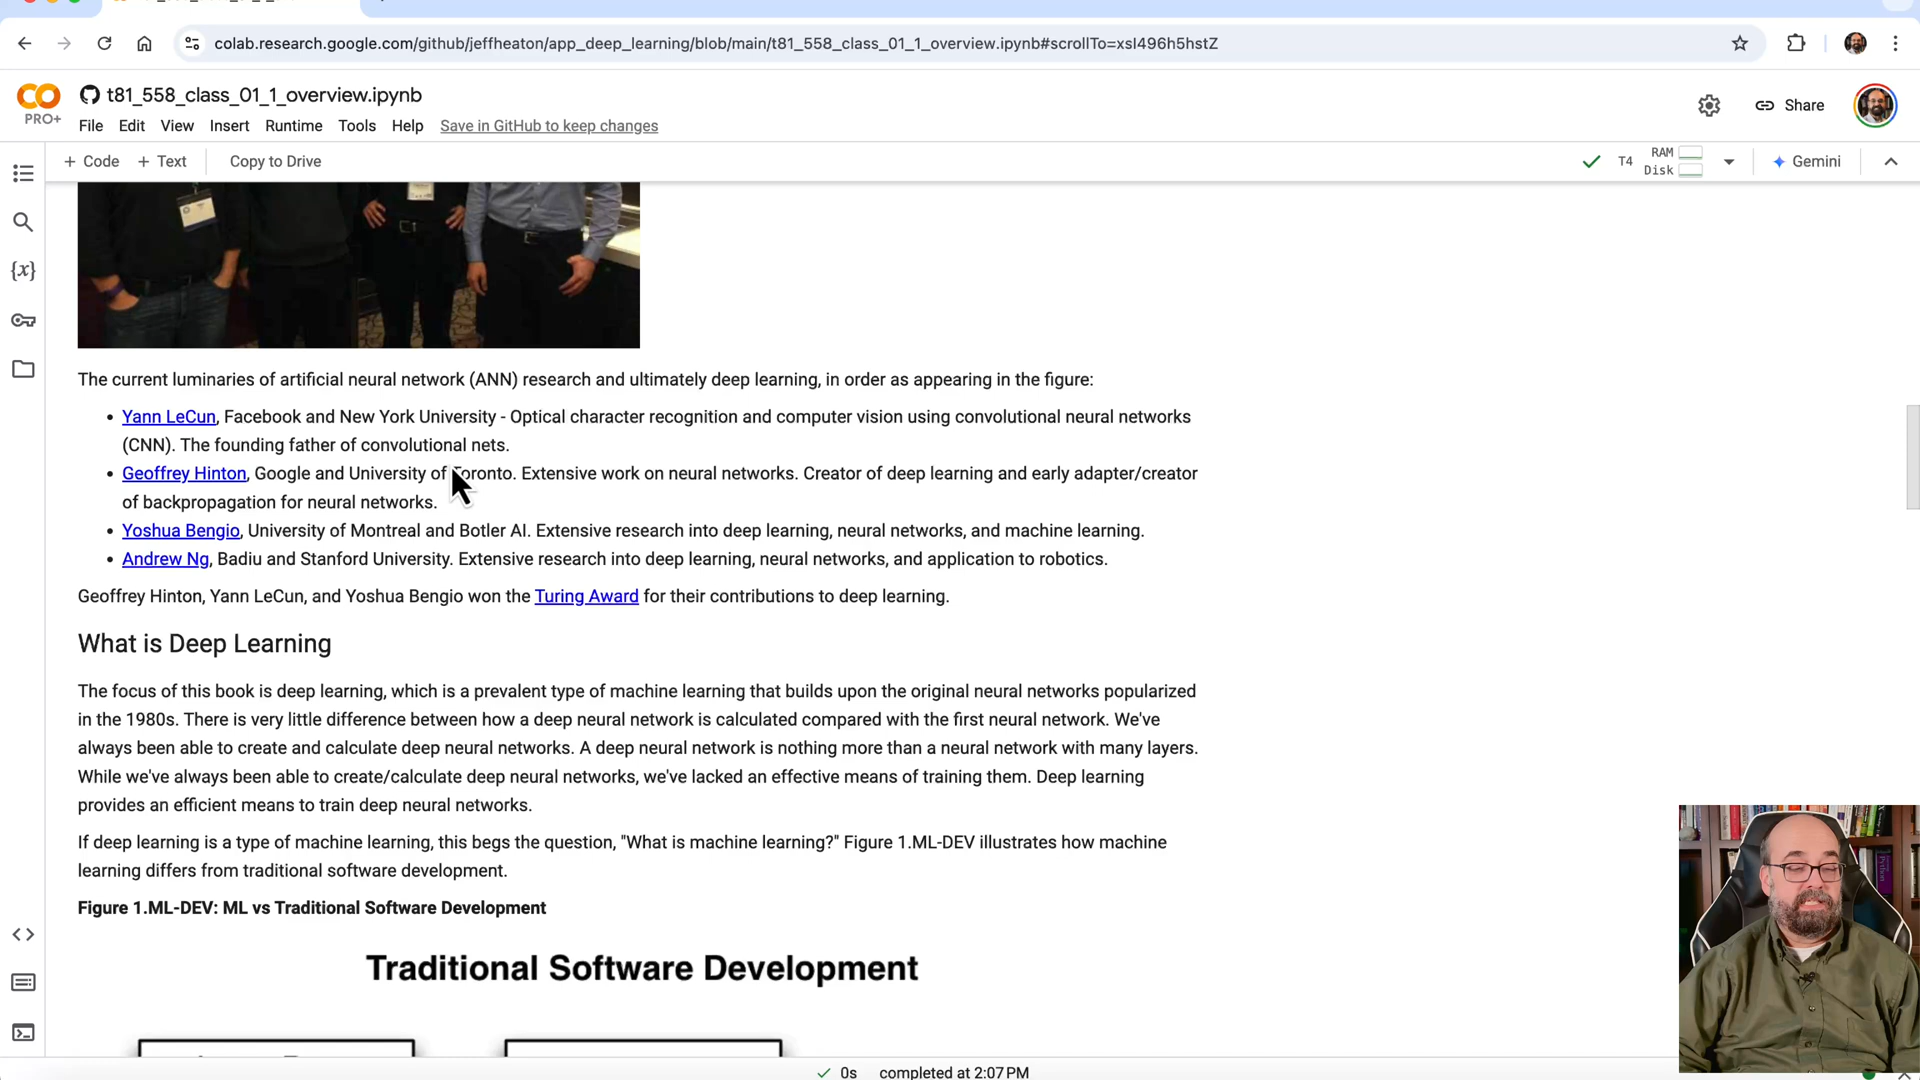 colab.research.google.com/github/jeffheaton/app_deep_learning/blob/main/t81_558_class_01_1_overview.ipynb#scrollTo=xsI496h5hstZ
t81_558_class_01_1_overview.ipynb
PRO+
File Edit View Insert Runtime Tools Help Save in GitHub to keep changes
Share
+ Code + Text Copy to Drive
T4 RAM Disk Gemini
The current luminaries of artificial neural network (ANN) research and ultimately deep learning, in order as appearing in the figure:
• Yann LeCun, Facebook and New York University - Optical character recognition and computer vision using convolutional neural networks
(CNN). The founding father of convolutional nets.
• Geoffrey Hinton, Google and University of Toronto. Extensive work on neural networks. Creator of deep learning and early adapter/creator
of backpropagation for neural networks.
• Yoshua Bengio, University of Montreal and Botler AI. Extensive research into deep learning, neural networks, and machine learning.
• Andrew Ng, Badiu and Stanford University. Extensive research into deep learning, neural networks, and application to robotics.
Geoffrey Hinton, Yann LeCun, and Yoshua Bengio won the Turing Award for their contributions to deep learning.
What is Deep Learning
The focus of this book is deep learning, which is a prevalent type of machine learning that builds upon the original neural networks popularized
in the 1980s. There is very little difference between how a deep neural network is calculated compared with the first neural network. We've
always been able to create and calculate deep neural networks. A deep neural network is nothing more than a neural network with many layers.
While we've always been able to create/calculate deep neural networks, we've lacked an effective means of training them. Deep learning
provides an efficient means to train deep neural networks.
If deep learning is a type of machine learning, this begs the question, "What is machine learning?" Figure 1.ML-DEV illustrates how machine
learning differs from traditional software development.
Figure 1.ML-DEV: ML vs Traditional Software Development
Traditional Software Development
0s completed at 2:07 PM